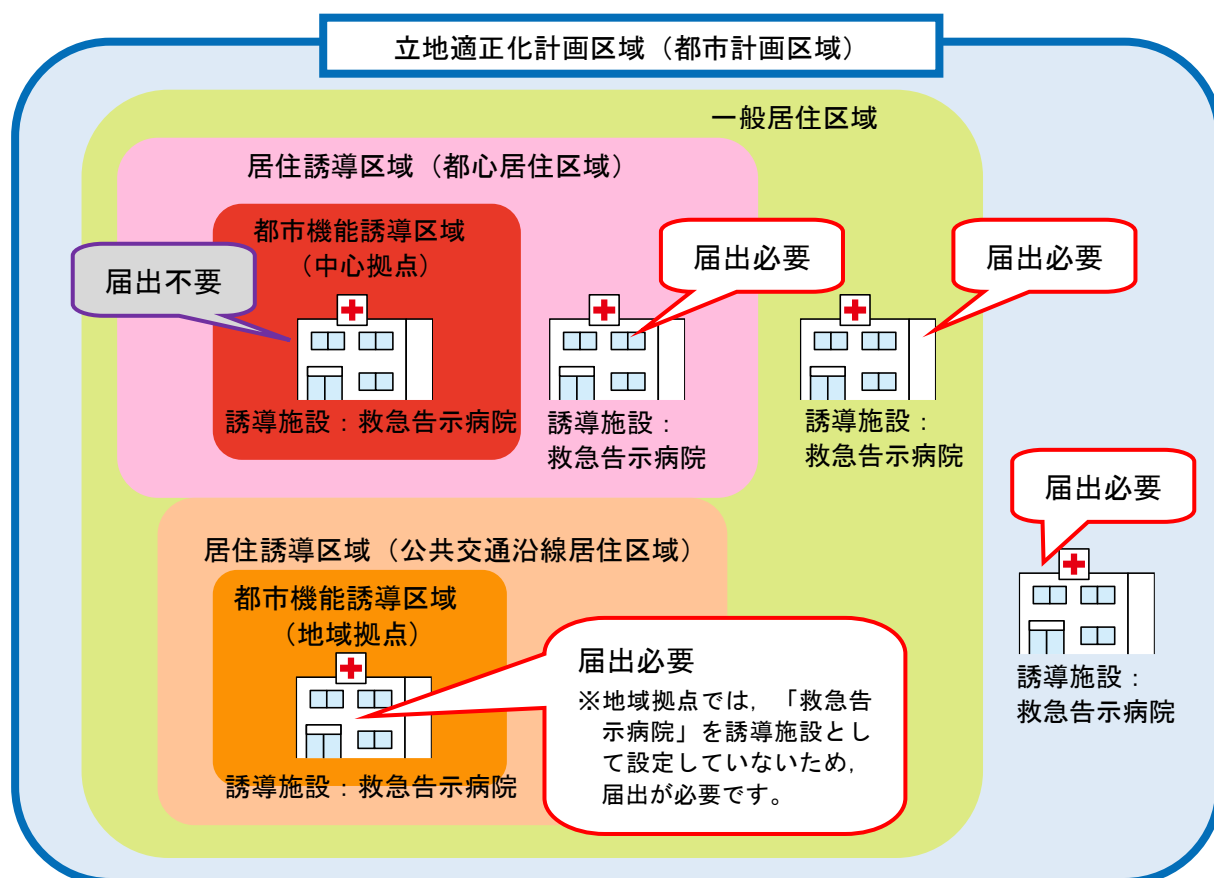 立地適正化計画区域（都市計画区域）
一般居住区域
居住誘導区域（都心居住区域）
都市機能誘導区域
（中心拠点）
届出不要
届出必要
届出必要
誘導施設：救急告示病院
誘導施設：
救急告示病院
誘導施設：
救急告示病院
届出必要
誘導施設：
救急告示病院
居住誘導区域（公共交通沿線居住区域）
都市機能誘導区域
（地域拠点）
誘導施設：救急告示病院
届出必要
※地域拠点では，「救急告
示病院」を誘導施設とし
て設定していないため，
届出が必要です。